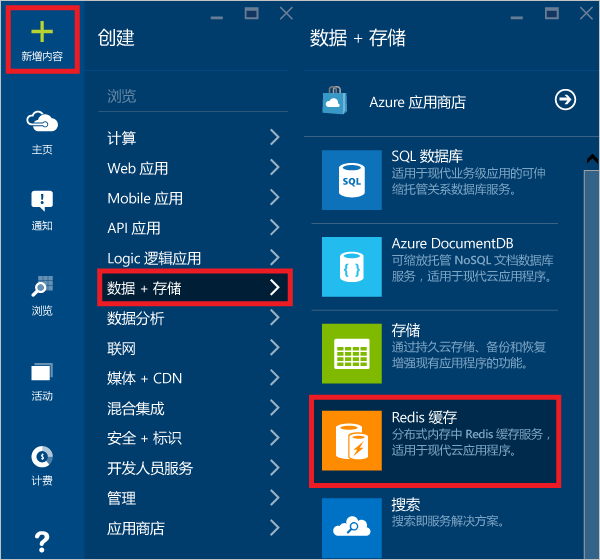 新增内容
主页
通知
浏览
活动
计费
?
创建
浏览
计算
Web 应用
Mobile 应用
API 应用
Logic 逻辑应用
数据 + 存储
数据分析
联网
媒体 + CDN
混合集成
安全 + 标识
开发人员服务
管理
应用商店
数据 + 存储
Azure 应用商店
SQL
SQL 数据库
适用于现代业务级应用的可伸
缩托管关系数据库服务。
{ }
Azure DocumentDB
可缩放托管 NoSQL 文档数据库
服务，适用于现代云应用程序。
存储
通过持久云存储、备份和恢复
增强现有应用程序的功能。
Redis 缓存
分布式内存中 Redis 缓存服务，
适用于现代云应用程序。
搜索
搜索即服务解决方案。